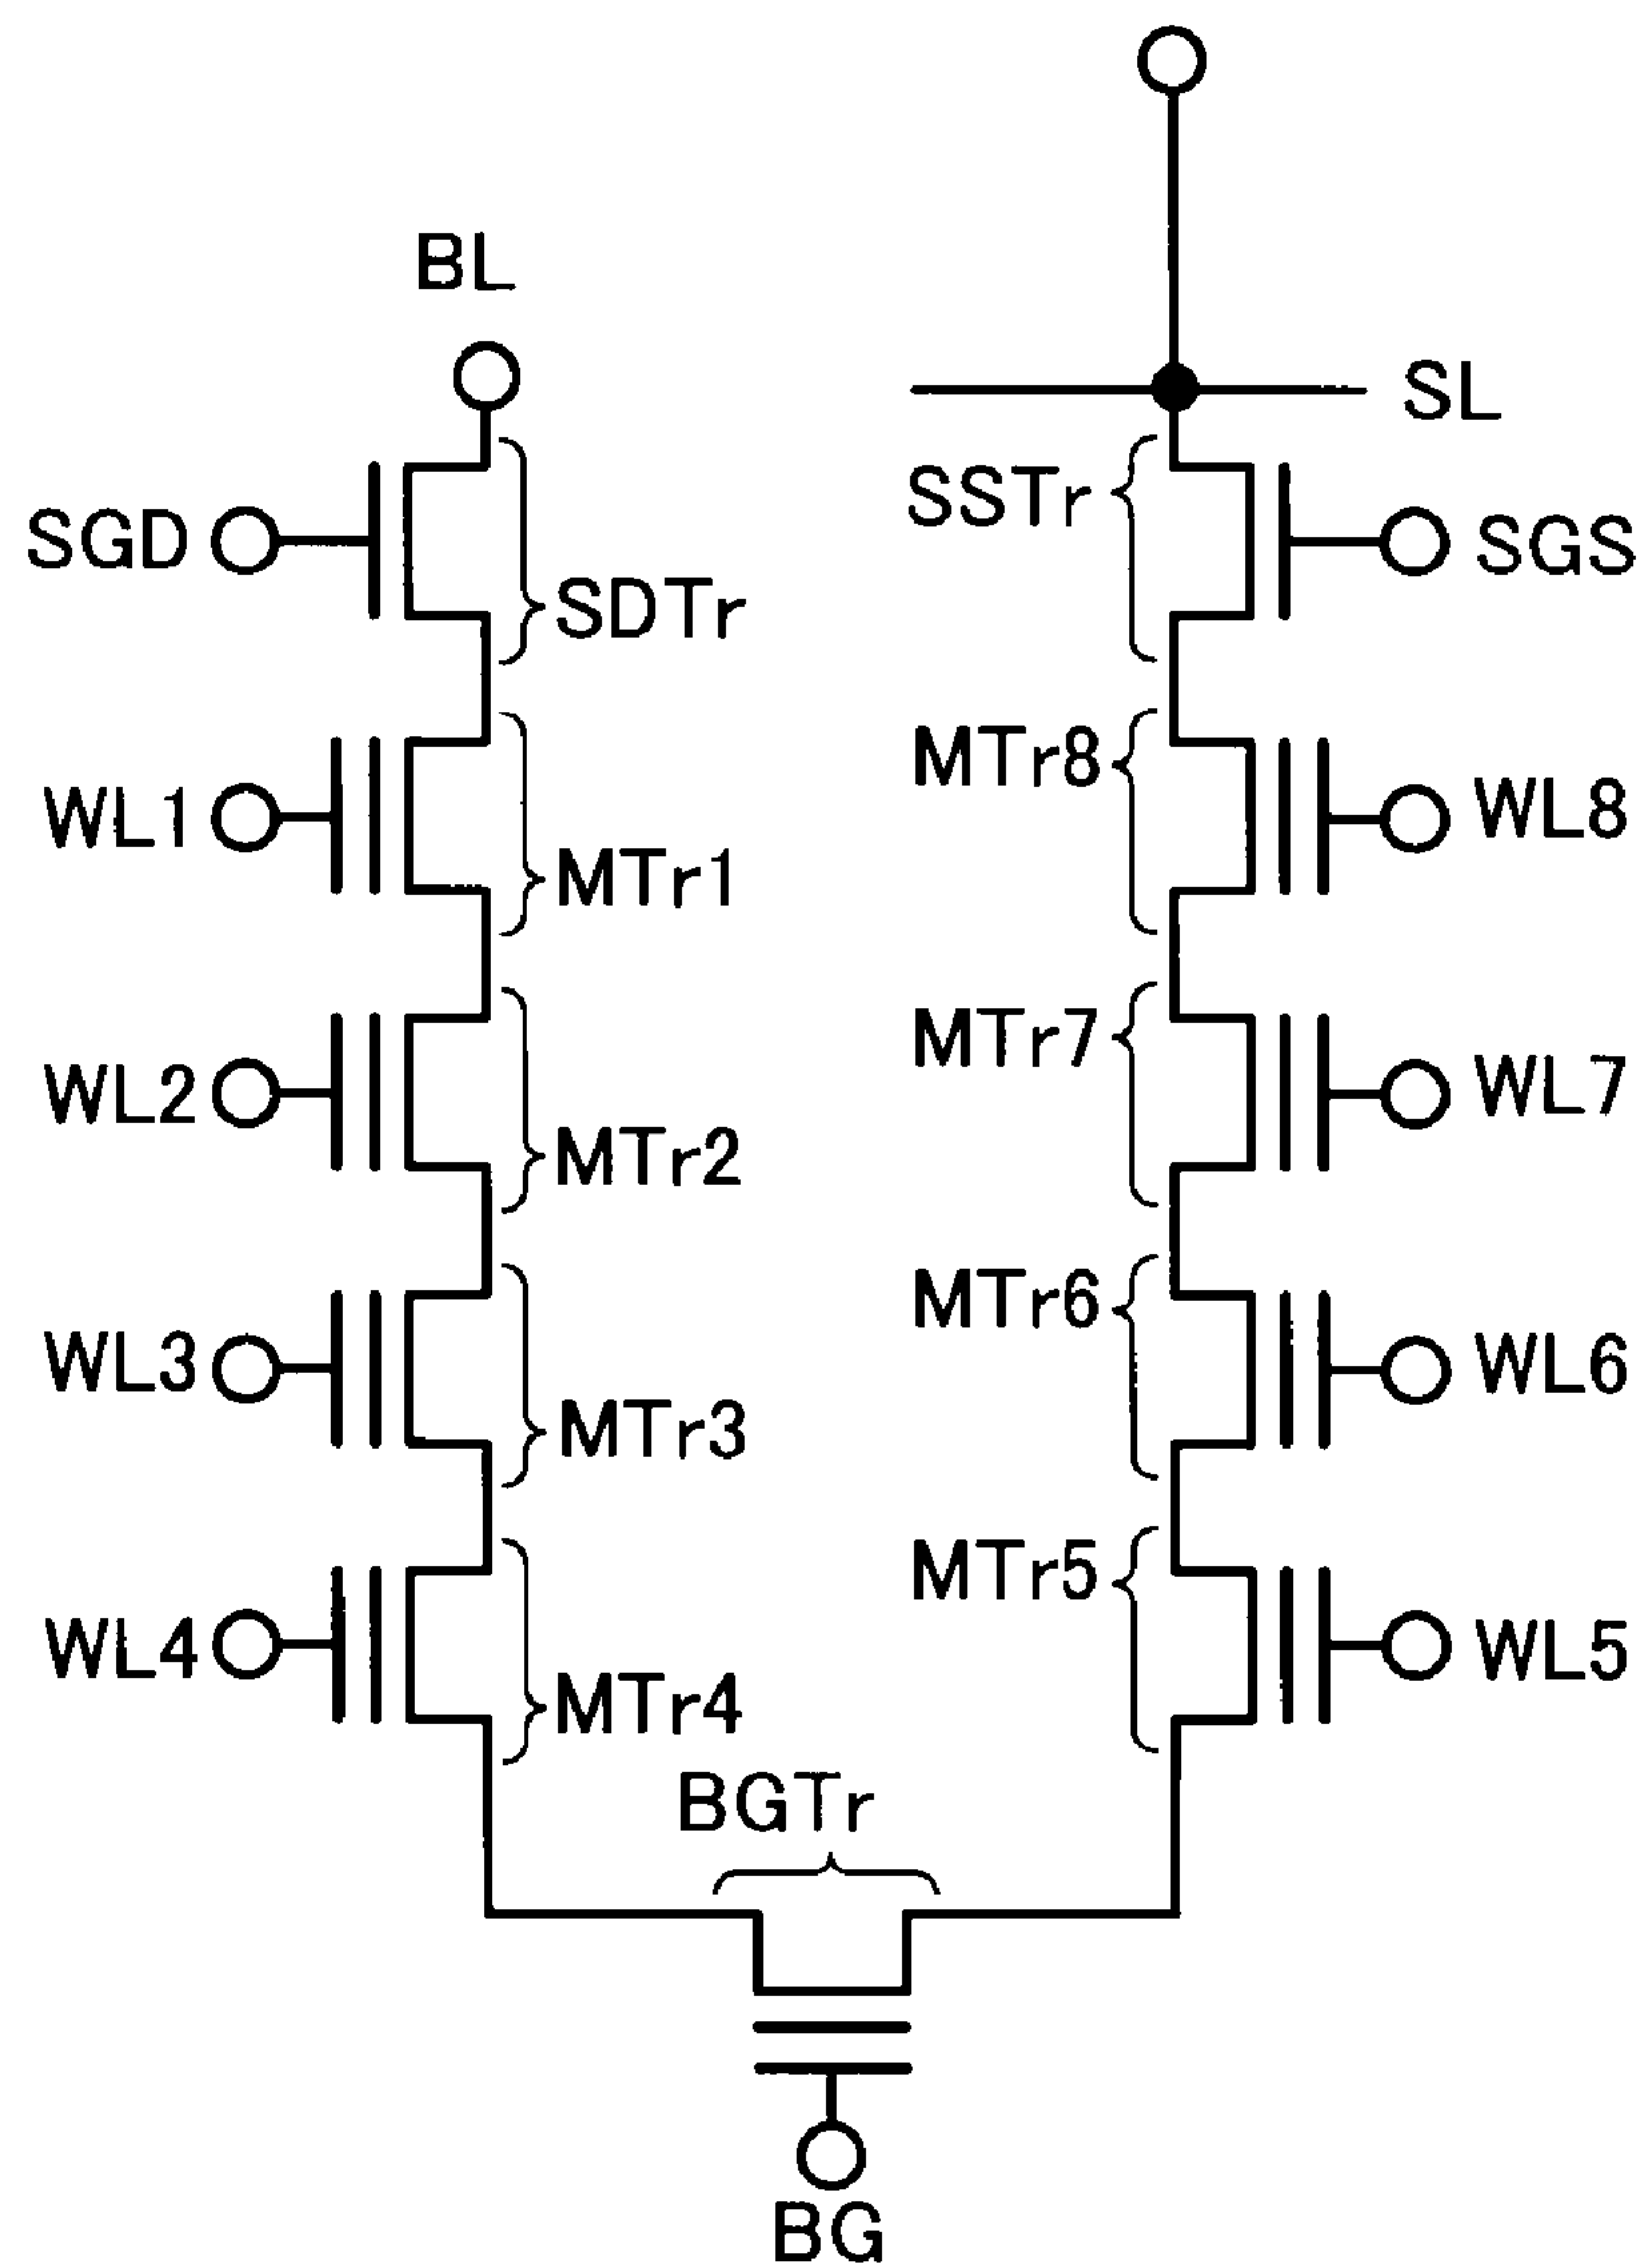 BL
SL
SGD
SDTr
SSTr
SGS
WL1
MTr1
MTr8
WL8
WL2
MTr2
MTr7
WL7
WL3
MTr3
MTr6
WL6
WL4
MTr4
MTr5
WL5
BGTr
BG